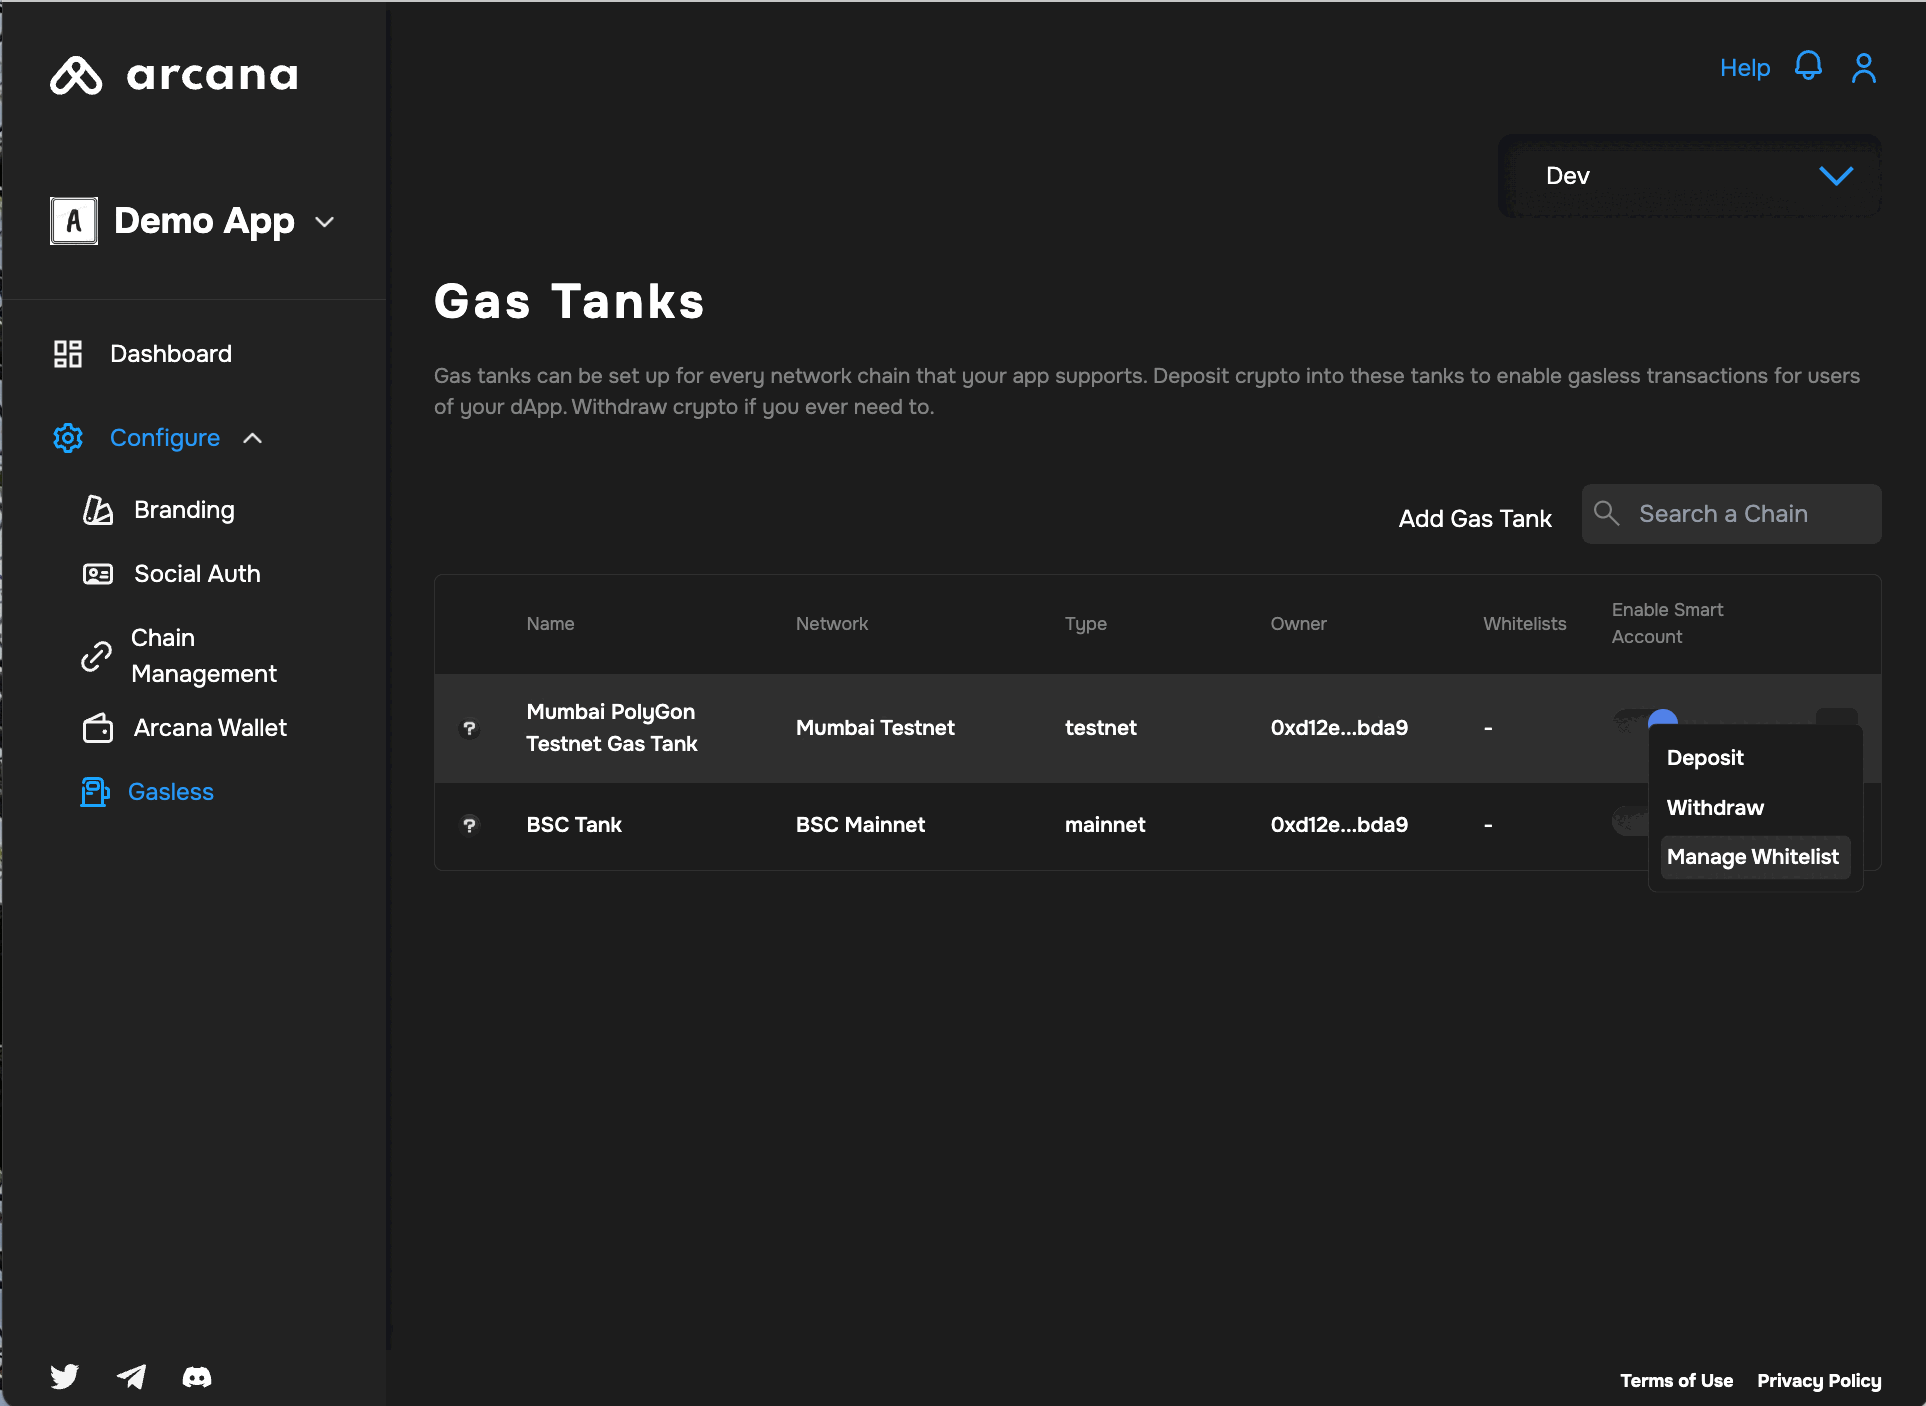 arcana
Help
Dev
A Demo App
Gas Tanks
Dashboard
Gas tanks can be set up for every network chain that your app supports. Deposit crypto into these tanks to enable gasless transactions for users
of your dApp. Withdraw crypto if you ever need to.
Configure
Branding
Social Auth
Chain
Management
Arcana Wallet
Gasless
Add Gas Tank
Search a Chain
Name Network Type Owner Whitelists Enable Smart
Account
? Mumbai PolyGon
Testnet Gas Tank Mumbai Testnet testnet 0xd12e...bda9 -
? BSC Tank BSC Mainnet mainnet 0xd12e...bda9 -
Deposit
Withdraw
Manage Whitelist
Terms of Use Privacy Policy